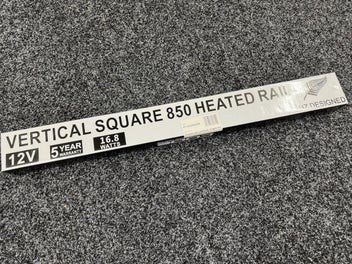 VERTICAL SQUARE 850 HEATED RAIL
12V
5 YEAR
WARRANTY
16.8
WATTS
NZ DESIGNED